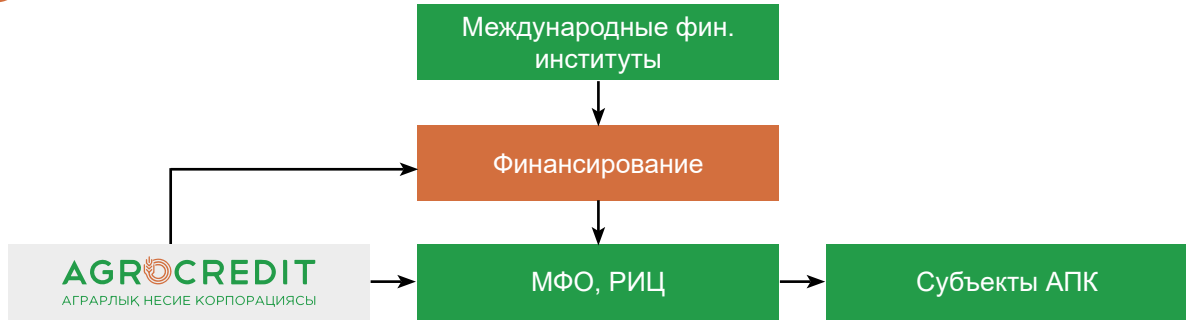 Международные фин.
институты
Финансирование
AGROCREDIT
АГРАРЛЫҚ НЕСИЕ КОРПОРАЦИЯСЫ
МФО, РИЦ
Субъекты АПК